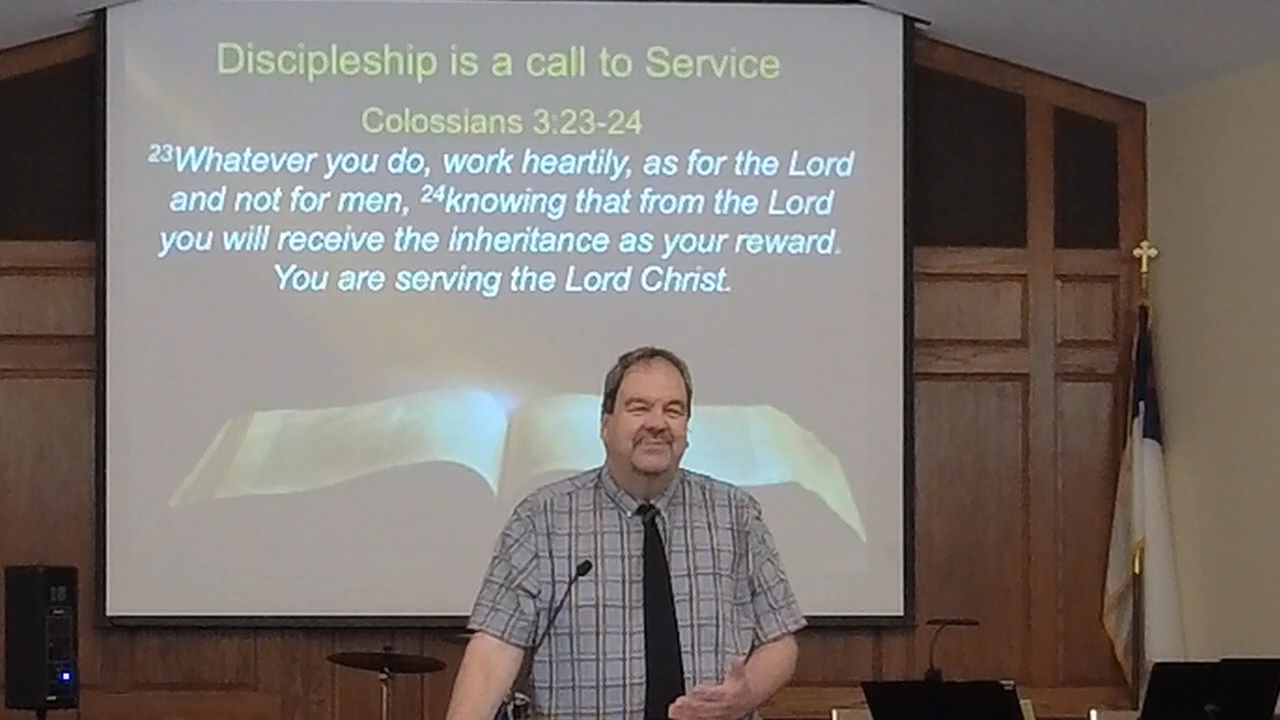 Discipleship is a call to Service
Colossians 3:23-24
23Whatever you do, work heartily, as for the Lord
and not for men, 24knowing that from the Lord
you will receive the inheritance as your reward.
You are serving the Lord Christ.